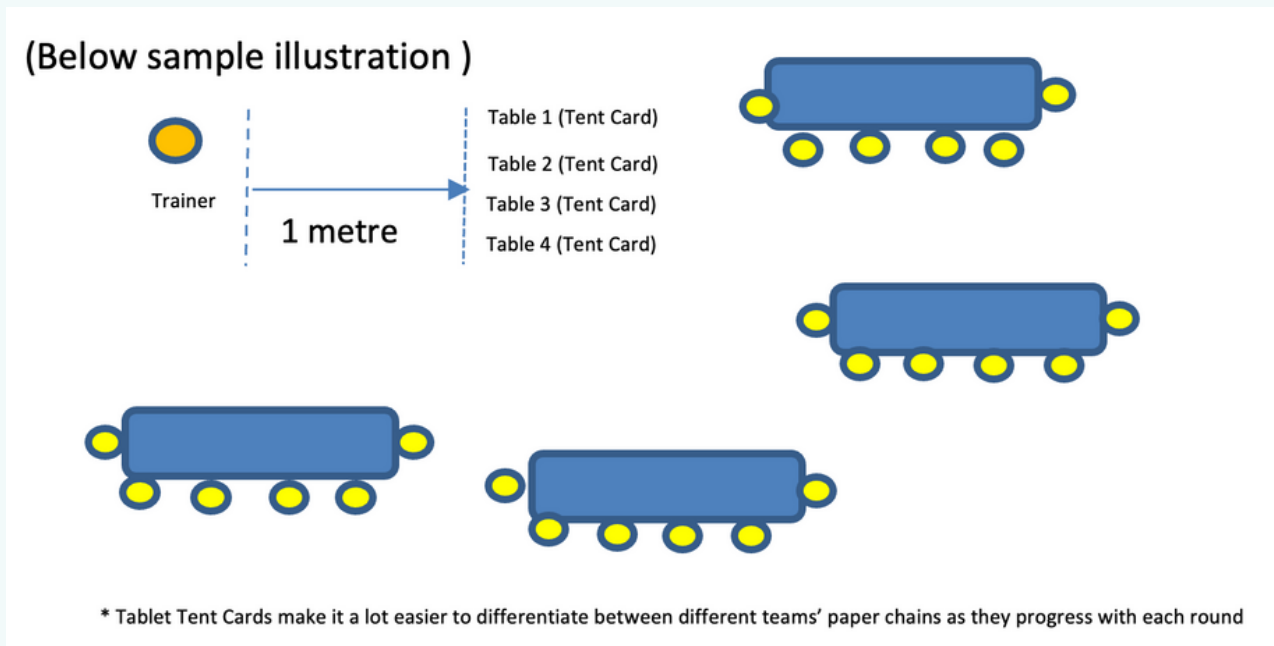 (Below sample illustration )
Trainer
1 metre
Table 1 (Tent Card)
Table 2 (Tent Card)
Table 3 (Tent Card)
Table 4 (Tent Card)
* Tablet Tent Cards make it a lot easier to differentiate between different teams’ paper chains as they progress with each round